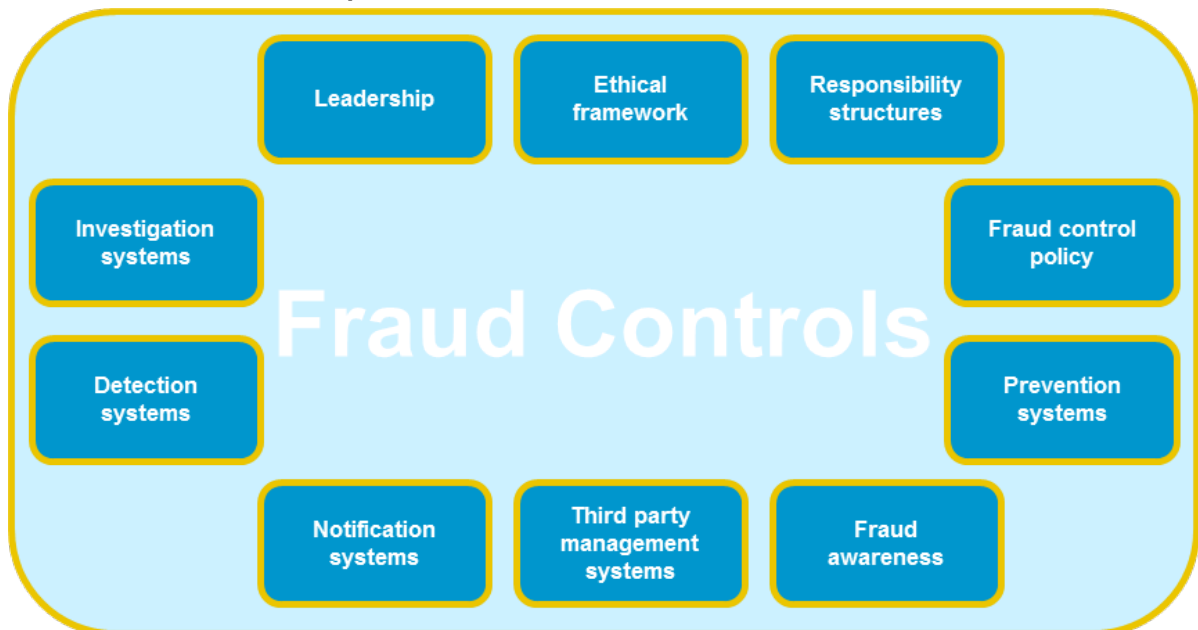 Leadership
Ethical
framework
Responsibility
structures
Investigation
systems
Fraud control
policy
Fraud Controls
Detection
systems
Prevention
systems
Notification
systems
Third party
management
systems
Fraud
awareness